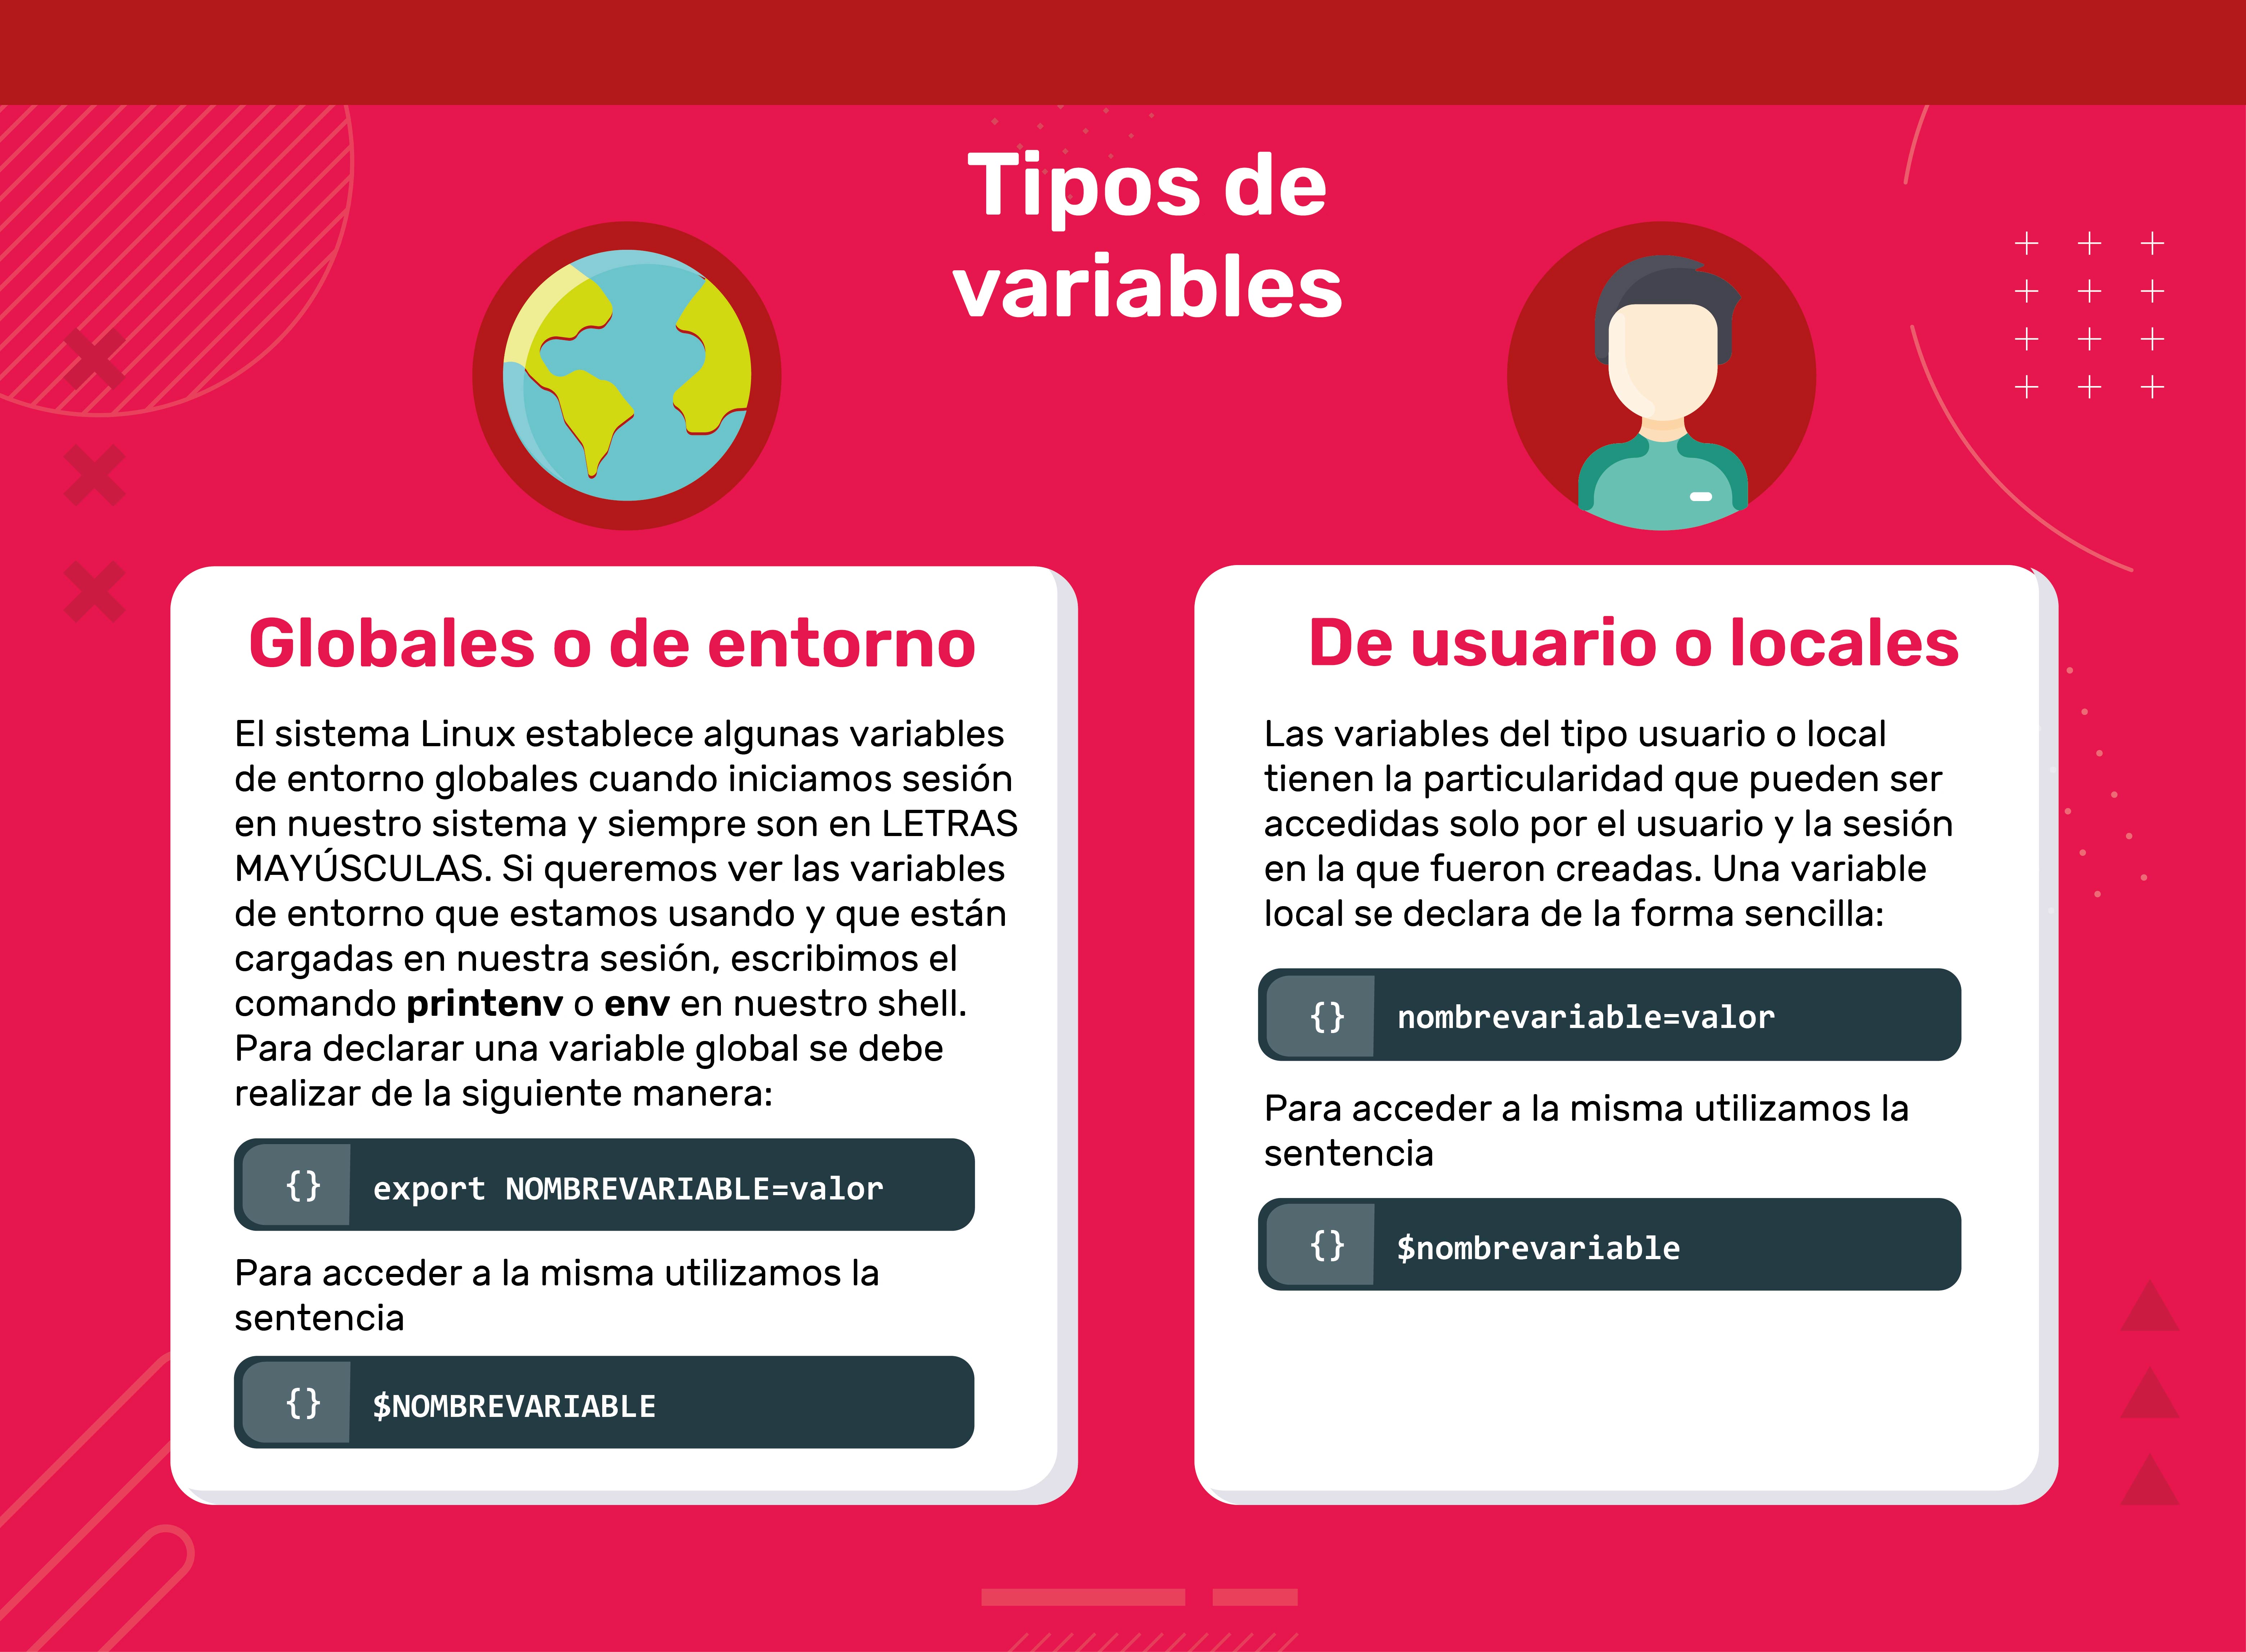 Tipos de
variables
Globales o de entorno
El sistema Linux establece algunas variables
de entorno globales cuando iniciamos sesión
en nuestro sistema y siempre son en LETRAS
MAYÚSCULAS. Si queremos ver las variables
de entorno que estamos usando y que están
cargadas en nuestra sesión, escribimos el
comando printenv o env en nuestro shell.
Para declarar una variable global se debe
realizar de la siguiente manera:
{} export NOMBREVARIABLE=valor
Para acceder a la misma utilizamos la
sentencia
{} $NOMBREVARIABLE
De usuario o locales
Las variables del tipo usuario o local
tienen la particularidad que pueden ser
accedidas solo por el usuario y la sesión
en la que fueron creadas. Una variable
local se declara de la forma sencilla:
{} nombrevariable=valor
Para acceder a la misma utilizamos la
sentencia
{} $nombrevariable